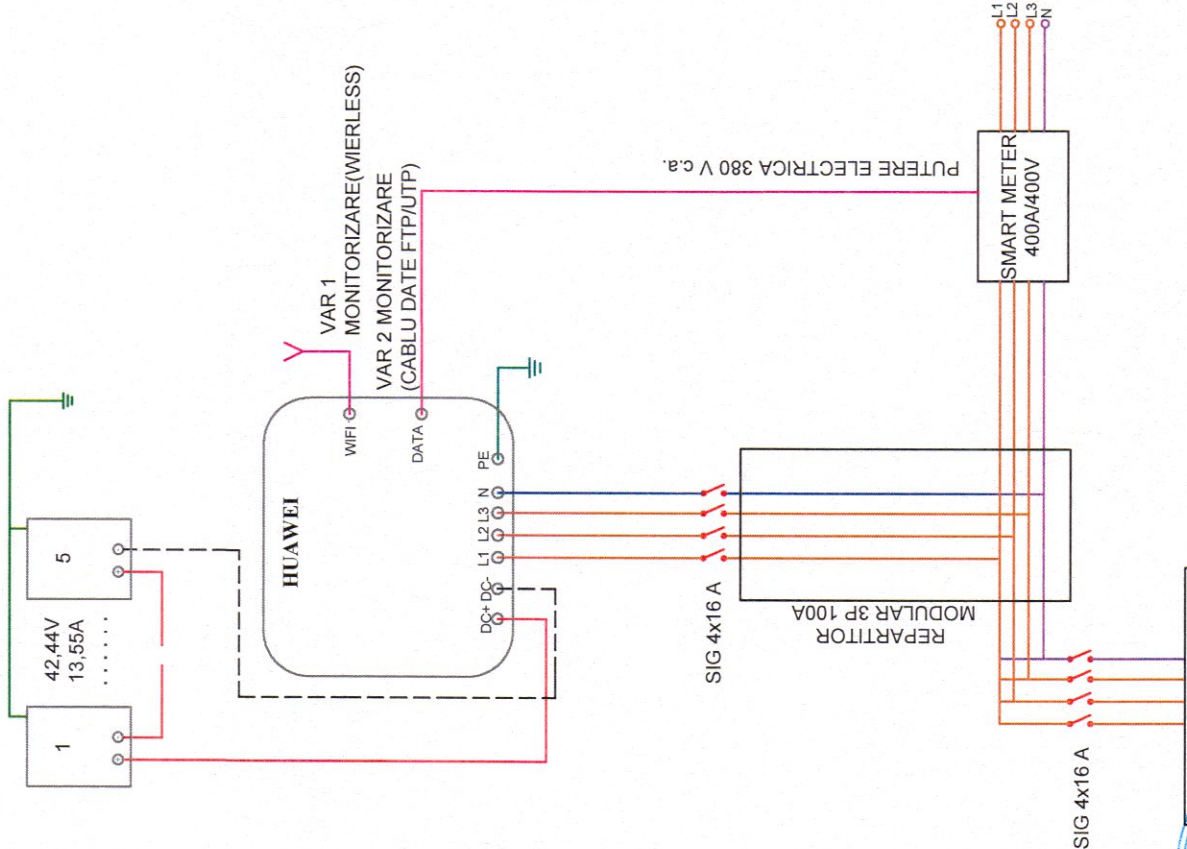 L1
L2
L3
N
VAR 1
MONITORIZARE(WIERLESS)
VAR 2 MONITORIZARE
(CABLU DATE FTP/UTP)
PUTERE ELECTRICA 380 V c.a.
SMART METER
400A/400V
WIFI
DATA
PE
N
L3
L2
L1
DC-
DC+
HUAWEI
5
42,44V
13,55A
......
1
SIG 4x16 A
REPARTITOR
MODULAR 3P 100A
SIG 4x16 A